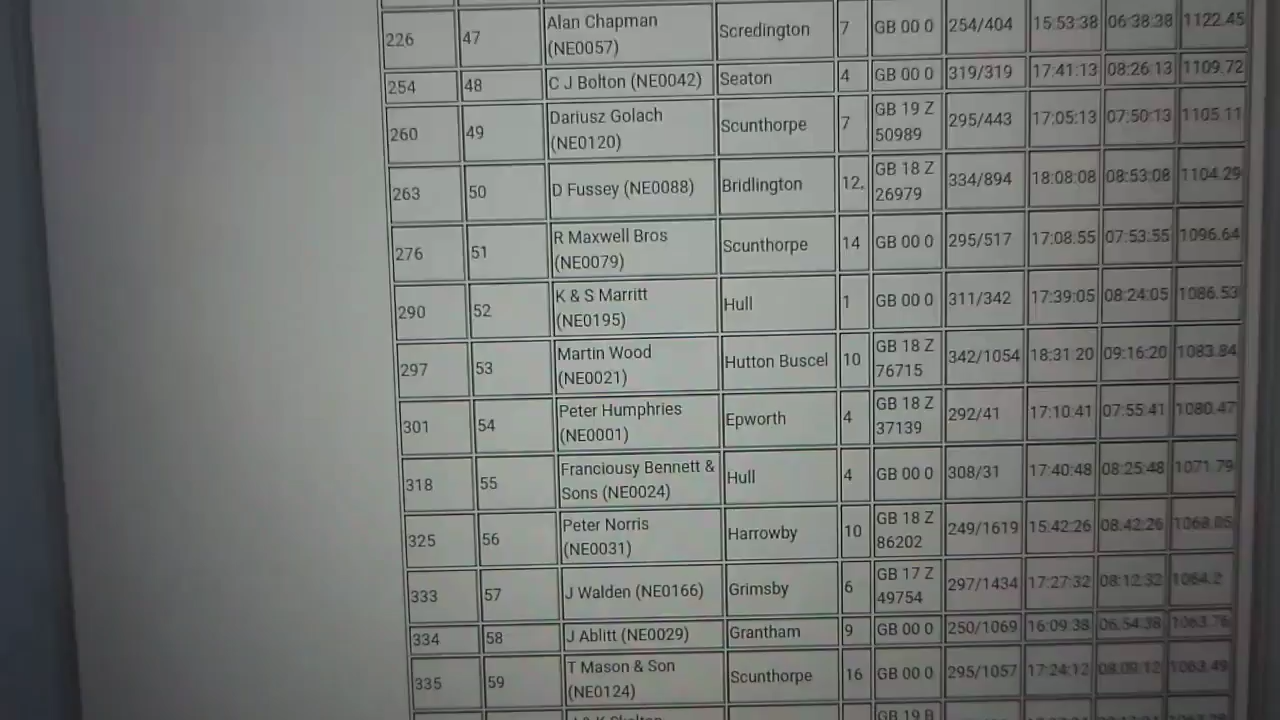 226 47 Alan Chapman (NE0057) Scredington 7 GB 00 0 254/404 15:53:38 06:38:38 1122.45
254 48 C J Bolton (NE0042) Seaton 4 GB 00 0 319/319 17:41:13 08:26:13 1109.72
260 49 Dariusz Golach (NE0120) Scunthorpe 7 GB 19 Z 50989 295/443 17:05:13 07:50:13 1105.11
263 50 D Fussey (NE0088) Bridlington 12, GB 18 Z 26979 334/894 18:08:08 08:53:08 1104.29
276 51 R Maxwell Bros (NE0079) Scunthorpe 14 GB 00 0 295/517 17:08:55 07:53:55 1096.64
290 52 K & S Marritt (NE0195) Hull 1 GB 00 0 311/342 17:39:05 08:24:05 1086.53
297 53 Martin Wood (NE0021) Hutton Buscel 10 GB 18 Z 76715 342/1054 18:31:20 09:16:20 1083.84
301 54 Peter Humphries (NE0001) Epworth 4 GB 18 Z 37139 292/41 17:10:41 07:55:41 1080.47
318 55 Franciousy Bennett & Sons (NE0024) Hull 4 GB 00 0 308/31 17:40:48 08:25:48 1071.79
325 56 Peter Norris (NE0031) Harrowby 10 GB 18 Z 86202 249/1619 15:42:26 08:42:26
333 57 J Walden (NE0166) Grimsby 6 GB 17 Z 49754 297/1434 17:27:32 08:12:32 1064.2
334 58 J Ablitt (NE0029) Grantham 9 GB 00 0 250/1069 16:09:38 06:54:38 1063.76
335 59 T Mason & Son (NE0124) Scunthorpe 16 GB 00 0 295/1057 17:24:12 08:09:12 1063.49
GB 19 B